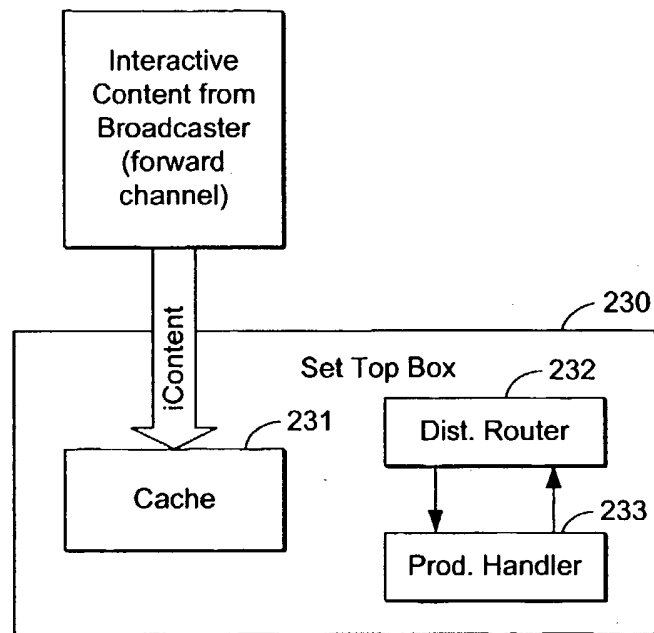 Interactive
Content from
Broadcaster
(forward
channel)
iContent
230
Set Top Box
232
Dist. Router
231
Cache
233
Prod. Handler